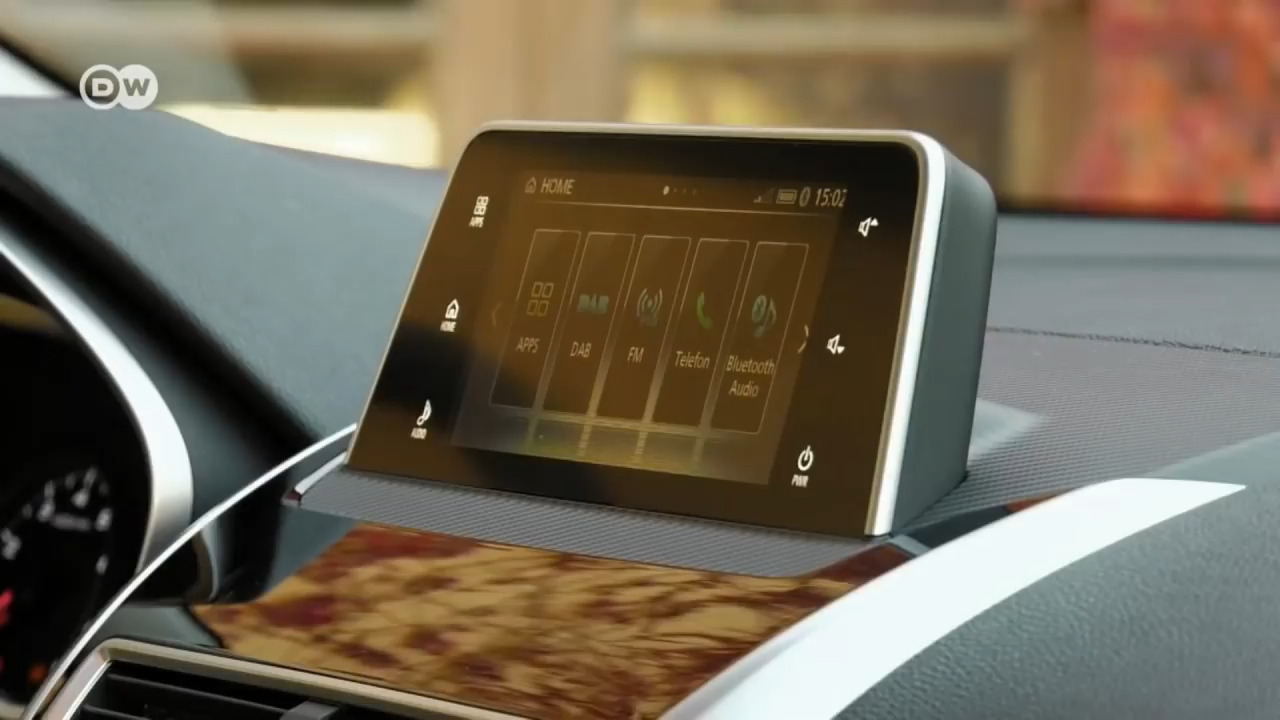 DW
HOME
15:02
APPS
HOME
AUDIO
APPS
DAB
DAB
FM
Telefon
Bluetooth
Audio
PWR